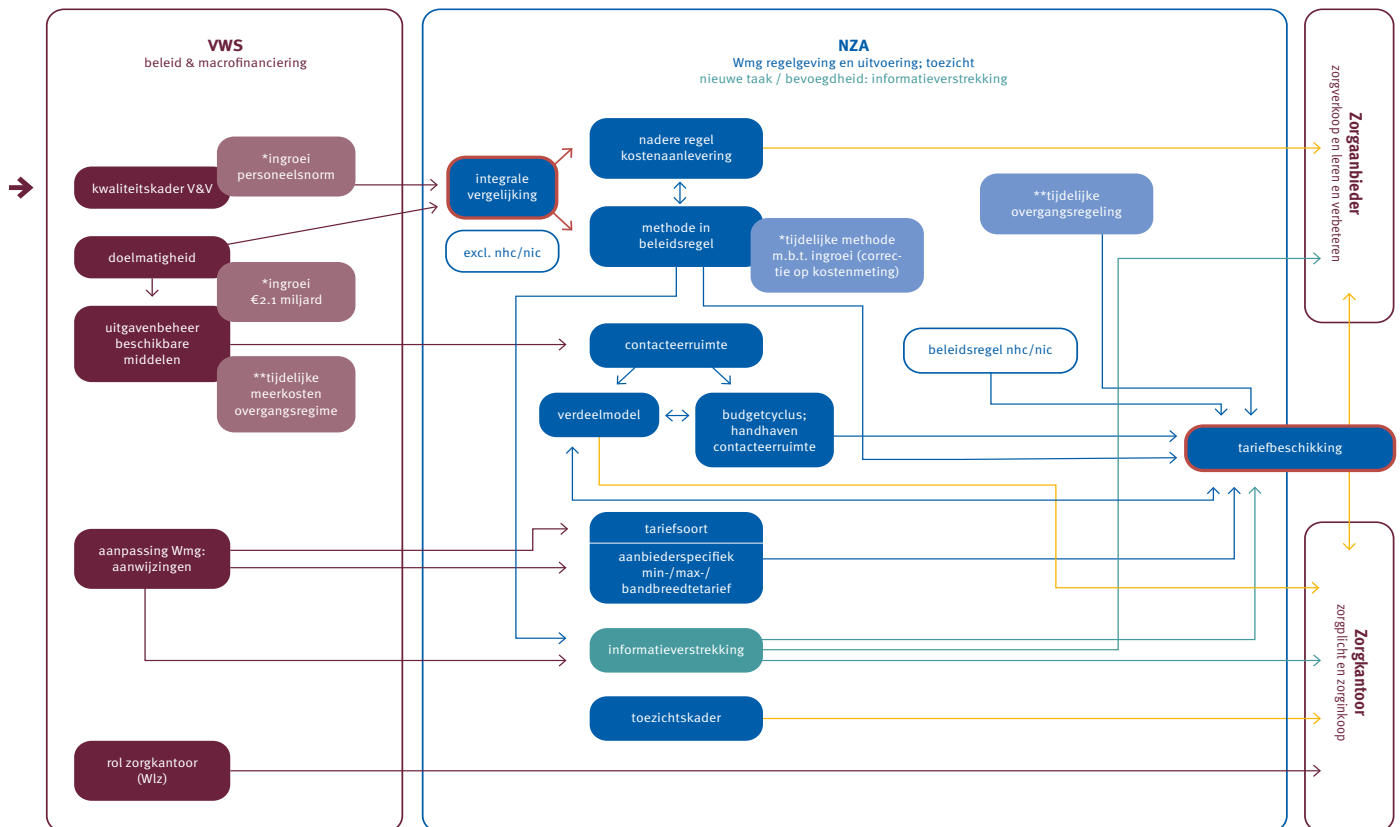 VWS
beleid & macrofinanciering
kwaliteitskader V&V
*ingroei
personeelsnorm
doelmatigheid
*ingroei
€2.1 miljard
uitgavenbeheer
beschikbare
middelen
**tijdelijke
meerkosten
overgangsregime
aanpassing Wmg:
aanwijzingen
rol zorgkantoor
(Wlz)
NZA
Wmg regelgeving en uitvoering; toezicht
nieuwe taak / bevoegdheid: informatieverstrekking
integrale
vergelijking
excl. nhc/nic
nadere regel
kostenaanlevering
methode in
beleidsregel
*tijdelijke methode
m.b.t. ingroei (correc-
tie op kostenmeting)
**tijdelijke
overgangsregeling
contacteerruimte
beleidsregel nhc/nic
verdeelmodel
budgetcyclus;
handhaven
contacteerruimte
tariefbeschikking
tariefsoort
aanbiederspecifiek
min-/max-/
bandbreedtetarief
informatieverstrekking
toezichtskader
Zorgaanbieder
zorgverkoop en leren en verbeteren
Zorgkantoor
zorgplicht en zorginkoop